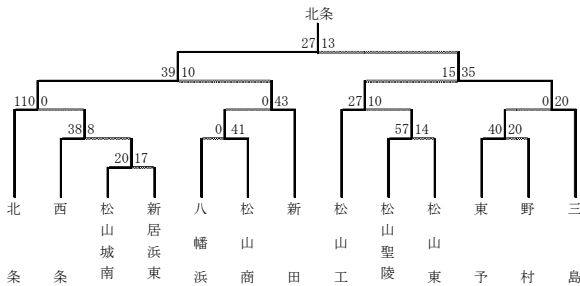 北条
27 13
39 10 15 35
110 0 0 43 27 10 0 20
38 8 0 41 57 14 40 20
20 17
北条
西条
松山城南
新居浜東
八幡浜
松山商
新田
松山工
松山聖陵
松山東
東予
野村
三島